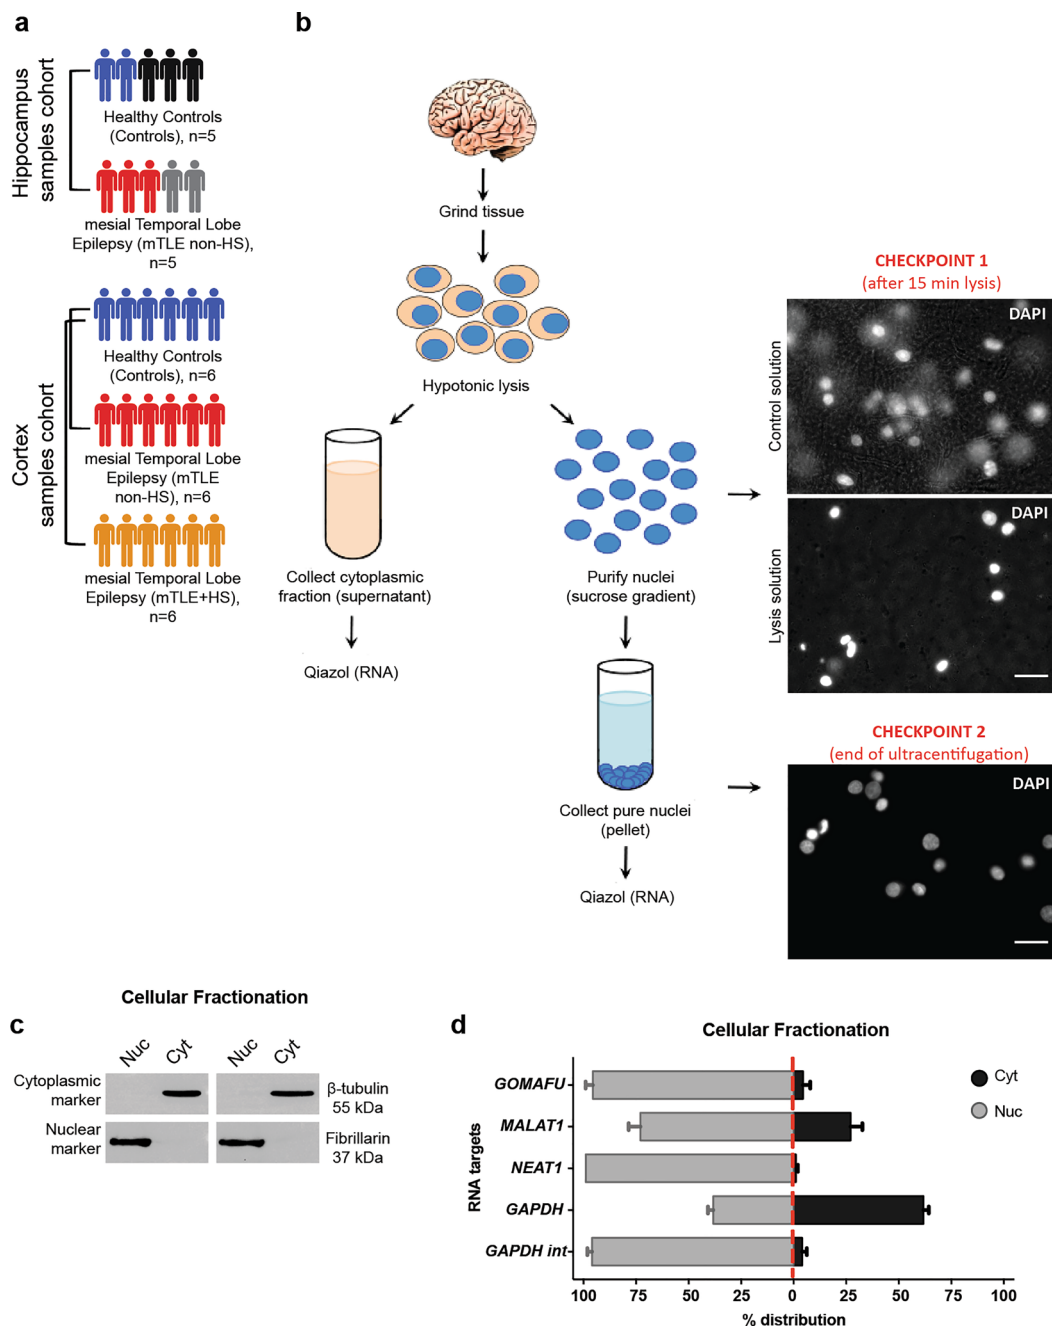 a
b
Hippocampus
samples cohort
Healthy Controls
(Controls), n=5
mesial Temporal Lobe
Epilepsy (mTLE non-HS),
n=5
Cortex
samples cohort
Healthy Controls
(Controls), n=6
mesial Temporal Lobe
Epilepsy (mTLE
non-HS), n=6
mesial Temporal Lobe
Epilepsy (mTLE+HS),
n=6
Grind tissue
Hypotonic lysis
Collect cytoplasmic
fraction (supernatant)
Qiazol (RNA)
Purify nuclei
(sucrose gradient)
Collect pure nuclei
(pellet)
Qiazol (RNA)
CHECKPOINT 1
(after 15 min lysis)
Control solution
DAPI
Lysis solution
DAPI
CHECKPOINT 2
(end of ultracentifugation)
DAPI
c
Cellular Fractionation
Nuc Cyt Nuc Cyt
Cytoplasmic
marker
β-tubulin
55 kDa
Nuclear
marker
Fibrillarin
37 kDa
d
Cellular Fractionation
RNA targets
GOMAFU
MALAT1
NEAT1
GAPDH
GAPDH int
Cyt
Nuc
100 75 50 25 0 25 50 75 100
% distribution